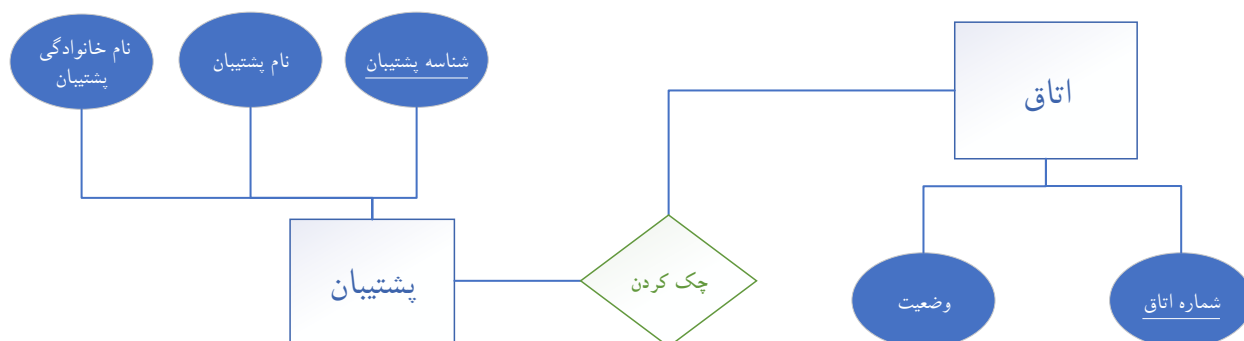 اتاق
شناسه پشتیبان
نام پشتیبان
نام خانوادگی
پشتیبان
چک کردن
پشتیبان
شماره اتاق
وضعیت